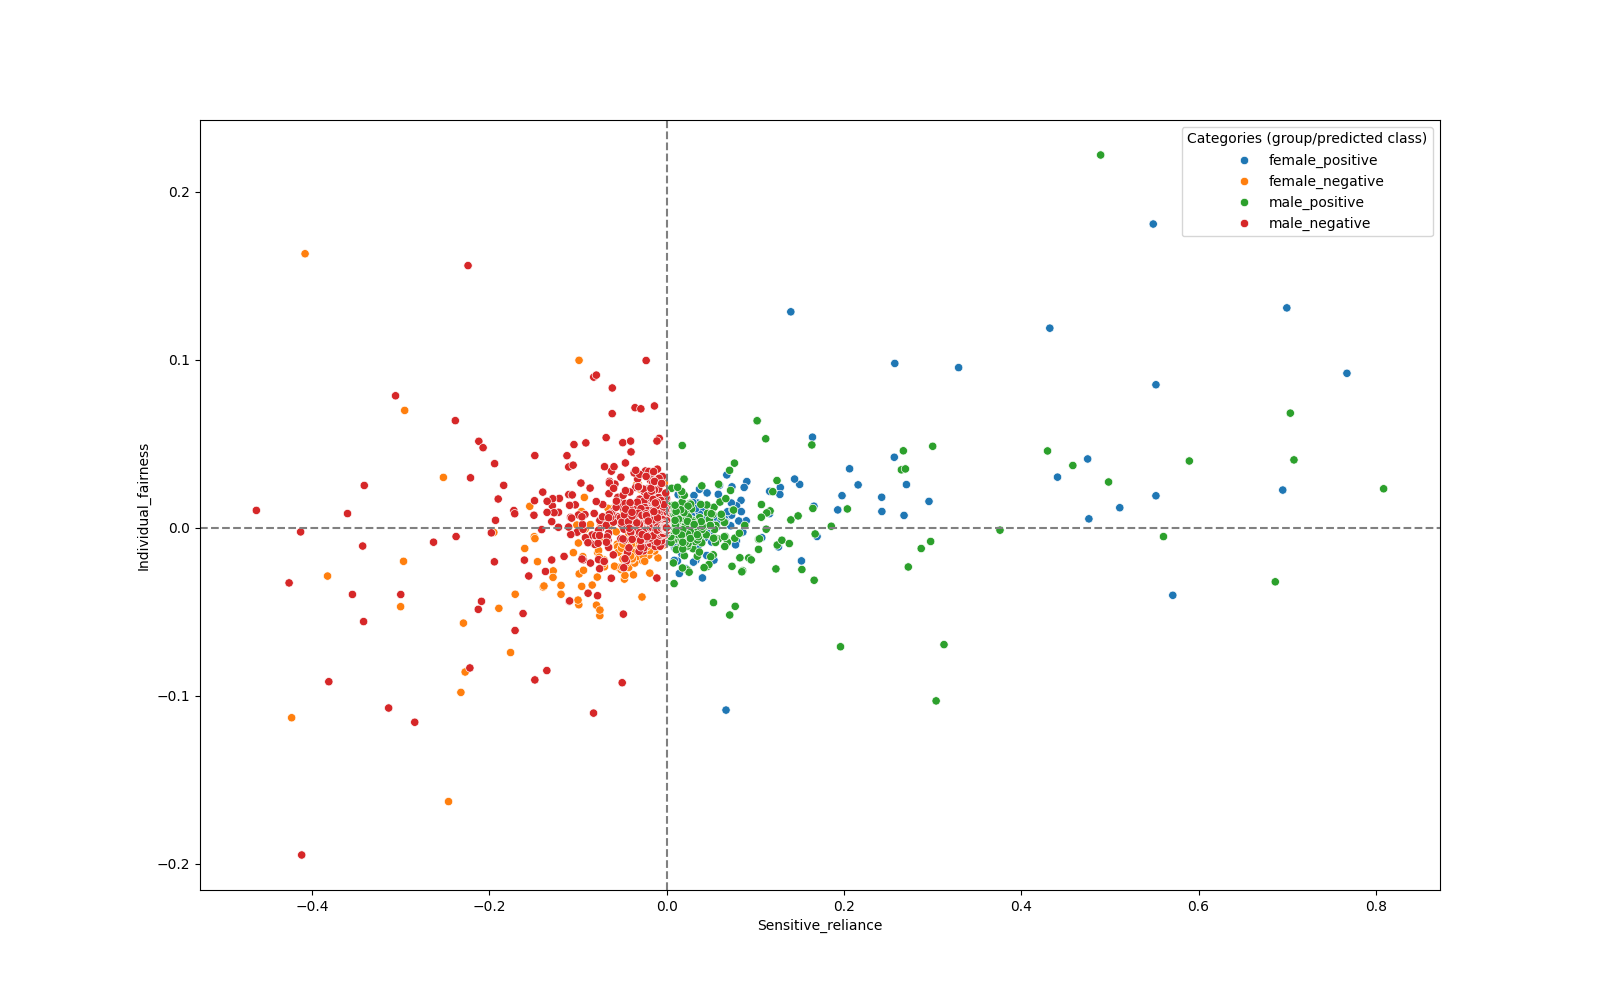 Categories (group/predicted class)
female_positive
female_negative
male_positive
male_negative
0.2
0.1
0.0
−0.1
−0.2
Individual_fairness
−0.4
−0.2
0.0
0.2
0.4
0.6
0.8
Sensitive_reliance